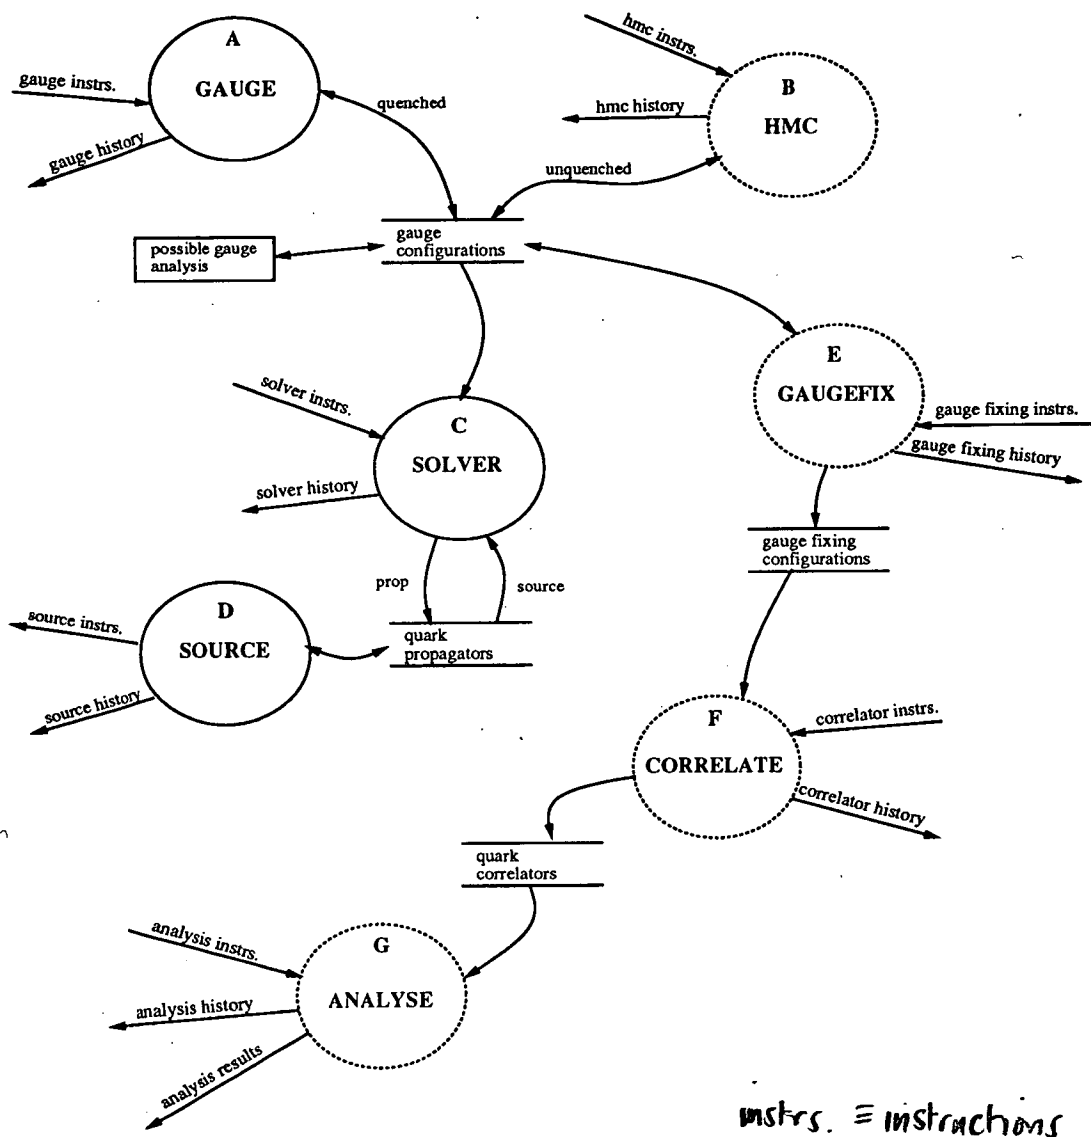 A
GAUGE
gauge instrs.
gauge history
quenched
hmc instrs.
B
HMC
hmc history
unquenched
gauge
configurations
possible gauge
analysis
E
GAUGEFIX
gauge fixing instrs.
gauge fixing history
solver instrs.
C
SOLVER
solver history
gauge fixing
configurations
prop
source
D
SOURCE
source instrs.
source history
quark
propagators
F
CORRELATE
correlator instrs.
correlator history
quark
correlators
analysis instrs.
G
ANALYSE
analysis history
analysis results
instrs. ≡ instructions